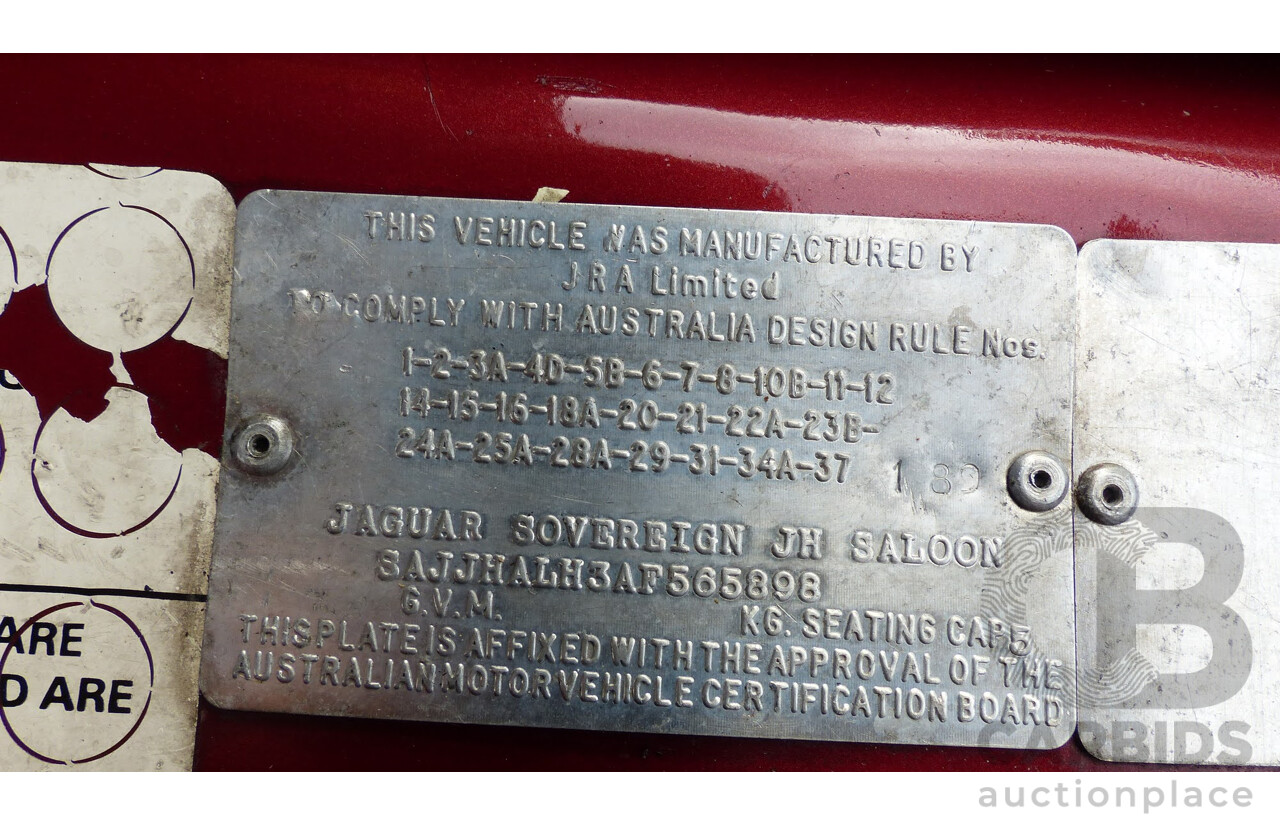 THIS VEHICLE WAS MANUFACTURED BY
JRA Limited
TO COMPLY WITH AUSTRALIA DESIGN RULE Nos.
1-2-3A-4D-5B-6-7-8-10B-11-12
14-15-16-18A-20-21-22A-23B-
24A-25A-28A-29-31-34A-37
1 89
JAGUAR SOVEREIGN JH SALOON
SAJJHALH3AF565898
G.V.M. KG. SEATING CAP5
THIS PLATE IS AFFIXED WITH THE APPROVAL OF THE
AUSTRALIAN MOTOR VEHICLE CERTIFICATION BOARD
ARE
D ARE
B
CARBIDS
auctionplace